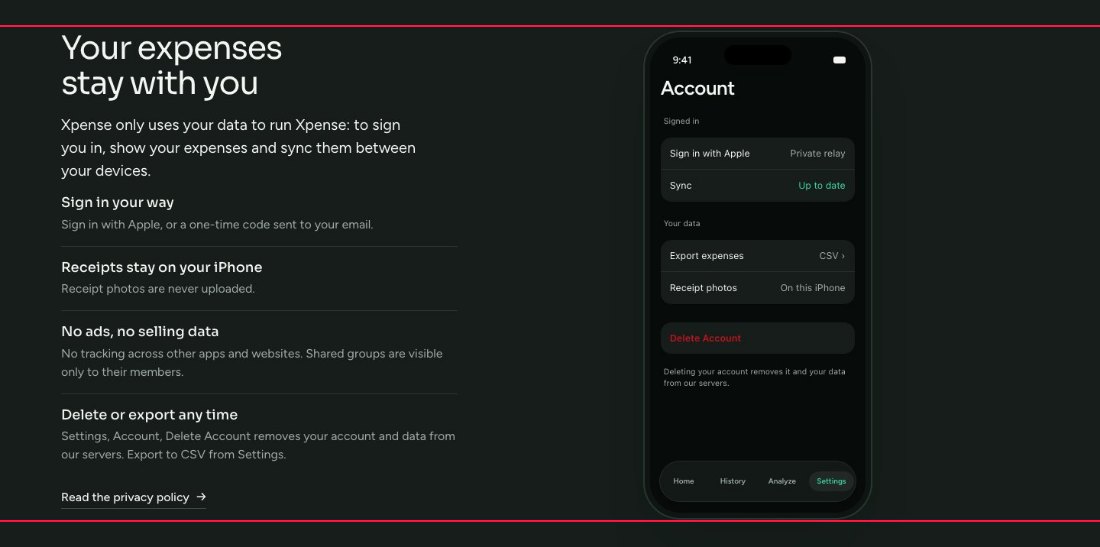 Your expenses
stay with you
Xpense only uses your data to run Xpense: to sign
you in, show your expenses and sync them between
your devices.
Sign in your way
Sign in with Apple, or a one-time code sent to your email.
Receipts stay on your iPhone
Receipt photos are never uploaded.
No ads, no selling data
No tracking across other apps and websites. Shared groups are visible
only to their members.
Delete or export any time
Settings, Account, Delete Account removes your account and data from
our servers. Export to CSV from Settings.
Read the privacy policy →
9:41
Account
Signed in
Sign in with Apple Private relay
Sync Up to date
Your data
Export expenses CSV ›
Receipt photos On this iPhone
Delete Account
Deleting your account removes it and your data
from our servers.
Home History Analyze Settings